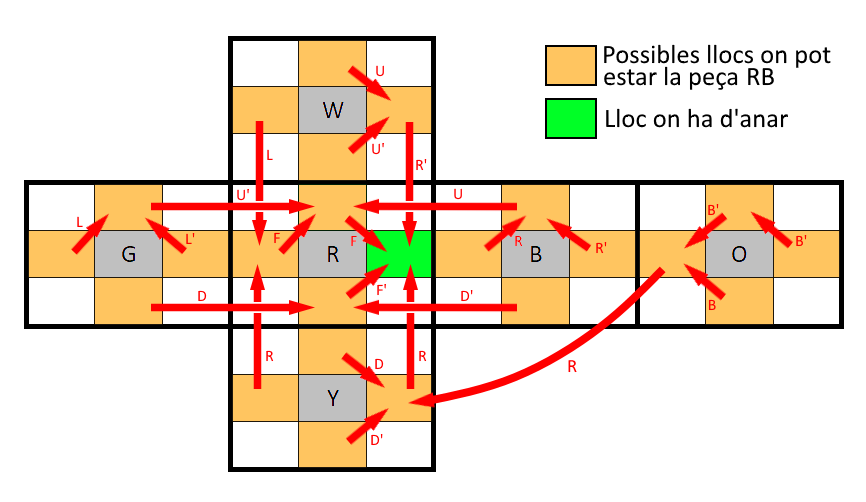 Possibles llocs on pot
estar la peça RB
Lloc on ha d'anar
U
W
L
U'
R'
U'
U
L
L'
F
F
R
R'
B'
B'
G
R
B
O
D
F'
D'
B
R
R
R
D
Y
D'